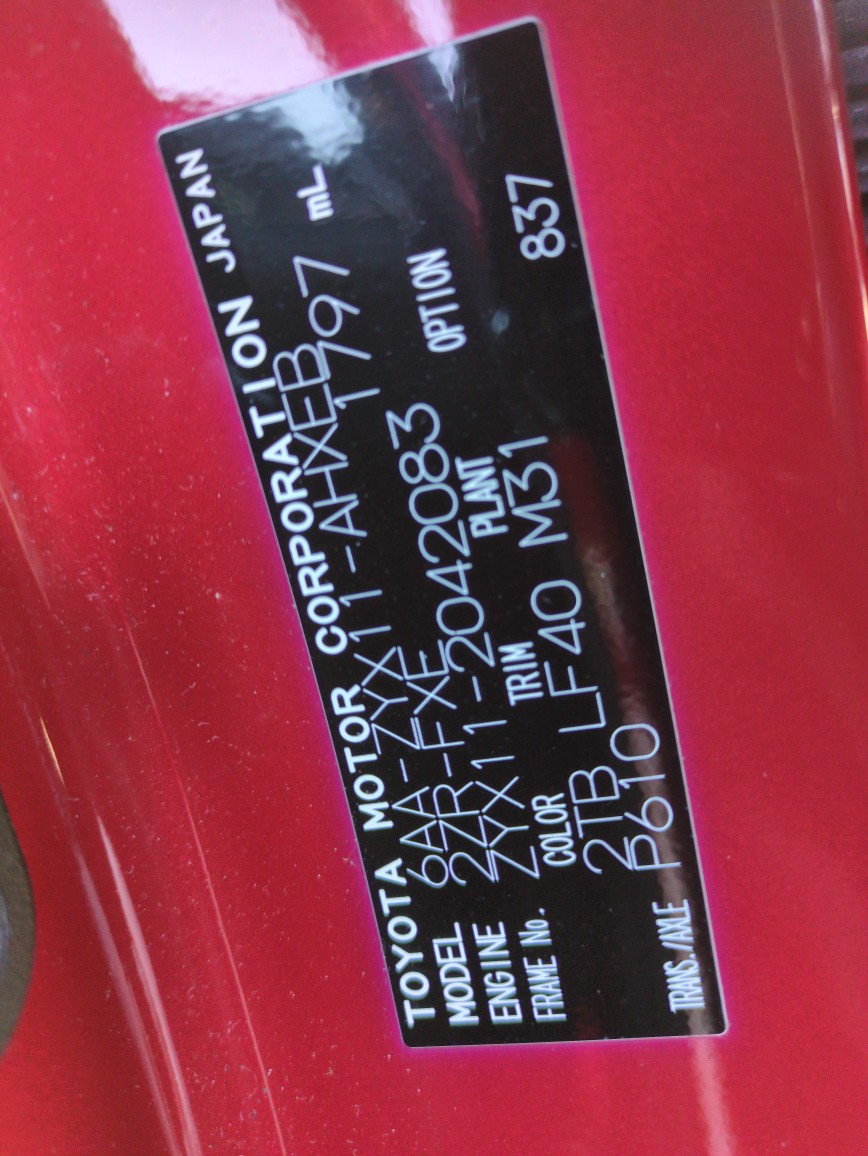 TOYOTA MOTOR CORPORATION JAPAN
MODEL 6AA-ZYX11-AHXEB
ENGINE 2ZR-FXE 1797 mL
FRAME No. ZYX11-2042083
COLOR TRIM PLANT OPTION
2TB LF40 M31 837
TRANS./AXLE P610